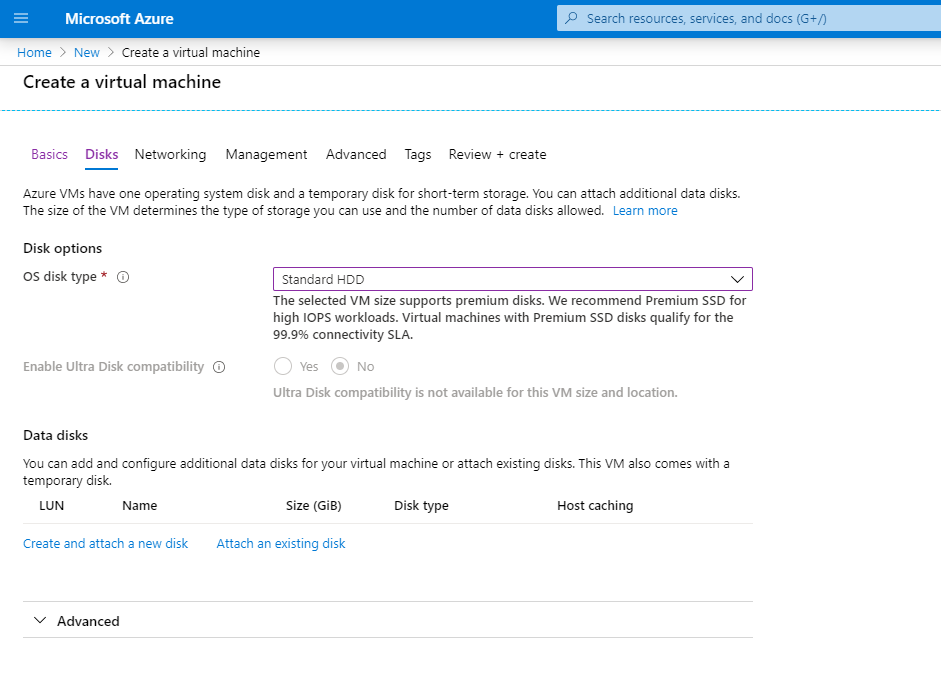 Microsoft Azure
Search resources, services, and docs (G+/)
Home > New > Create a virtual machine
Create a virtual machine
Basics Disks Networking Management Advanced Tags Review + create
Azure VMs have one operating system disk and a temporary disk for short-term storage. You can attach additional data disks.
The size of the VM determines the type of storage you can use and the number of data disks allowed. Learn more
Disk options
OS disk type *
Standard HDD
The selected VM size supports premium disks. We recommend Premium SSD for
high IOPS workloads. Virtual machines with Premium SSD disks qualify for the
99.9% connectivity SLA.
Enable Ultra Disk compatibility
Yes No
Ultra Disk compatibility is not available for this VM size and location.
Data disks
You can add and configure additional data disks for your virtual machine or attach existing disks. This VM also comes with a
temporary disk.
LUN Name Size (GiB) Disk type Host caching
Create and attach a new disk Attach an existing disk
Advanced